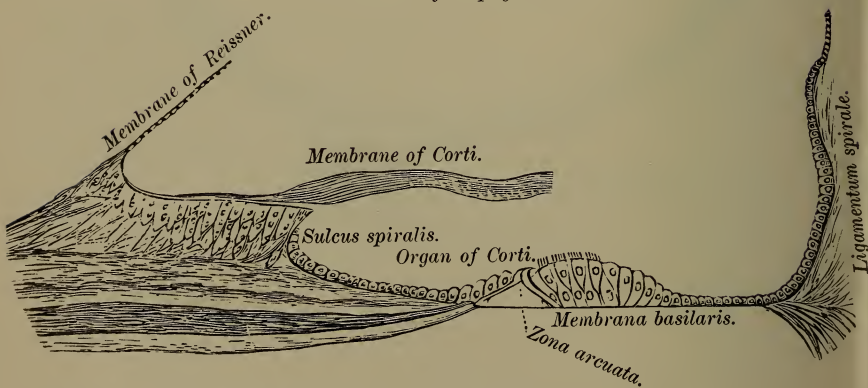 Membrane of Reissner.
Membrane of Corti.
Sulcus spiralis.
Organ of Corti.
Membrana basilaris.
Zona arcuata.
Ligamentum spirale.